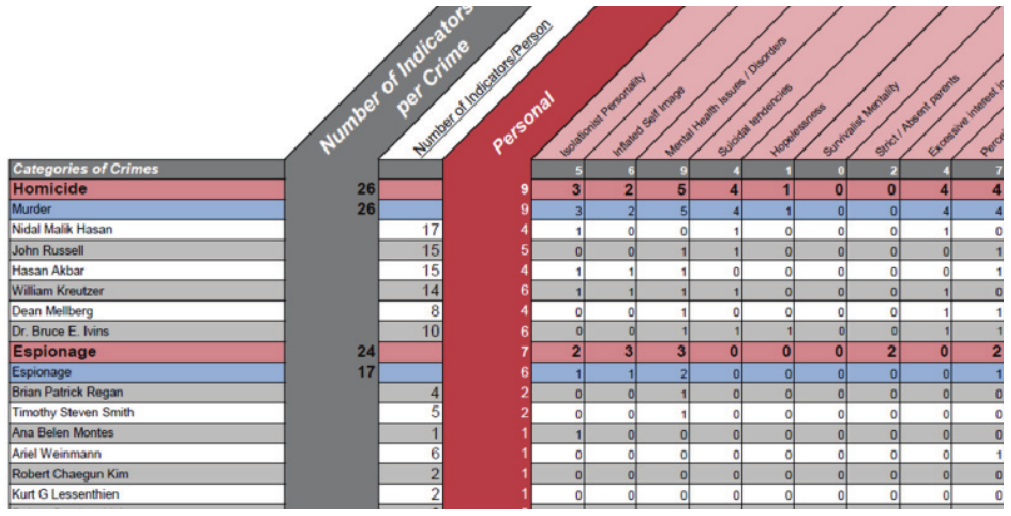 Number of Indicators
per Crime
Number of Indicators/Person
Personal
Isolationist Personality
Inflated Self Image
Mental Health Issues / Disorders
Suicidal tendencies
Hopelessness
Survivalist Mentality
Strict / Absent parents
Excessive Interest
Categories of Crimes 5 6 9 4 1 0 2 4 7
Homicide 26 9 3 2 5 4 1 0 0 4 4
Murder 26 9 3 2 5 4 1 0 0 4 4
Nidal Malik Hasan 17 4 1 0 0 1 0 0 0 1 0
John Russell 15 5 0 0 1 1 0 0 0 0 1
Hasan Akbar 15 4 1 1 1 0 0 0 0 0 1
William Kreutzer 14 6 1 1 1 1 0 0 0 1 0
Dean Mellberg 8 4 0 0 1 0 0 0 0 1 1
Dr. Bruce E. Ivins 10 6 0 0 1 1 1 0 0 1 1
Espionage 24 7 2 3 3 0 0 0 2 0 2
Espionage 17 6 1 1 2 0 0 0 0 0 1
Brian Patrick Regan 4 2 0 0 1 0 0 0 0 0 0
Timothy Steven Smith 5 2 0 0 1 0 0 0 0 0 0
Ana Belen Montes 1 1 1 0 0 0 0 0 0 0 0
Ariel Weinmann 6 1 0 0 0 0 0 0 0 0 1
Robert Chaegun Kim 2 1 0 0 0 0 0 0 0 0 0
Kurt G Lessenthien 2 1 0 0 0 0 0 0 0 0 0